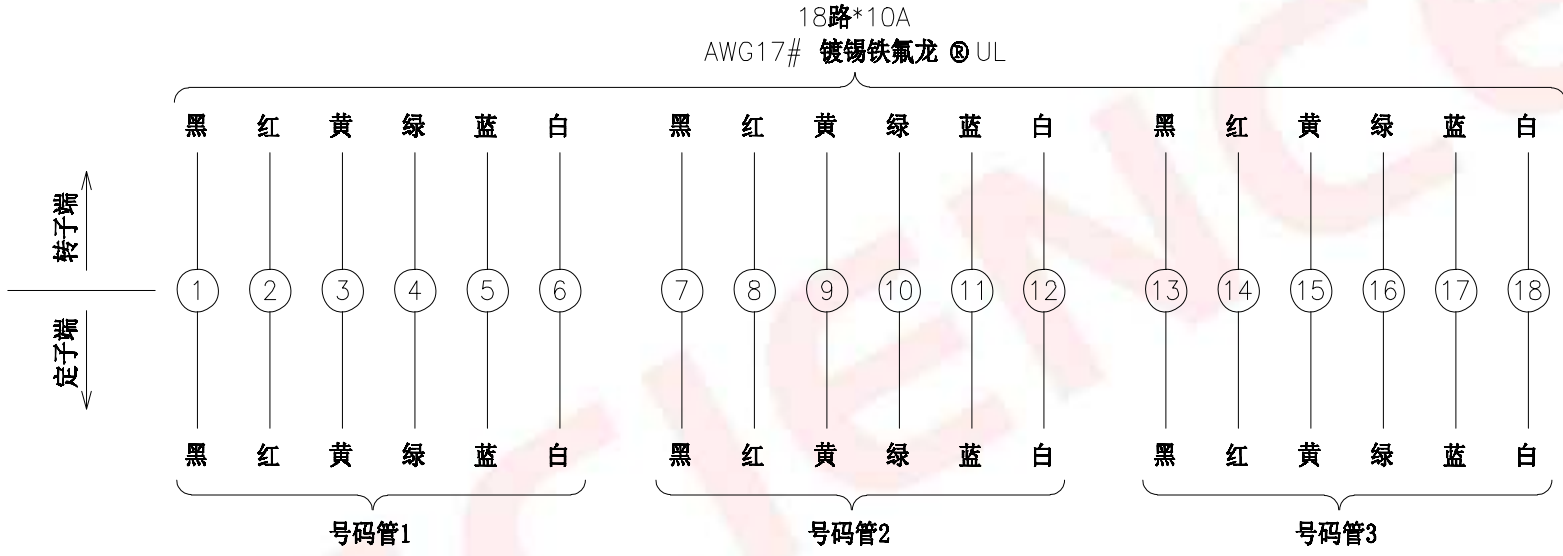 18路*10A
AWG17# 镀锡铁氟龙 ® UL
黑 红 黄 绿 蓝 白 黑 红 黄 绿 蓝 白 黑 红 黄 绿 蓝 白
转子端
1 2 3 4 5 6 7 8 9 10 11 12 13 14 15 16 17 18
定子端
黑 红 黄 绿 蓝 白 黑 红 黄 绿 蓝 白 黑 红 黄 绿 蓝 白
号码管1 号码管2 号码管3
CIENCE